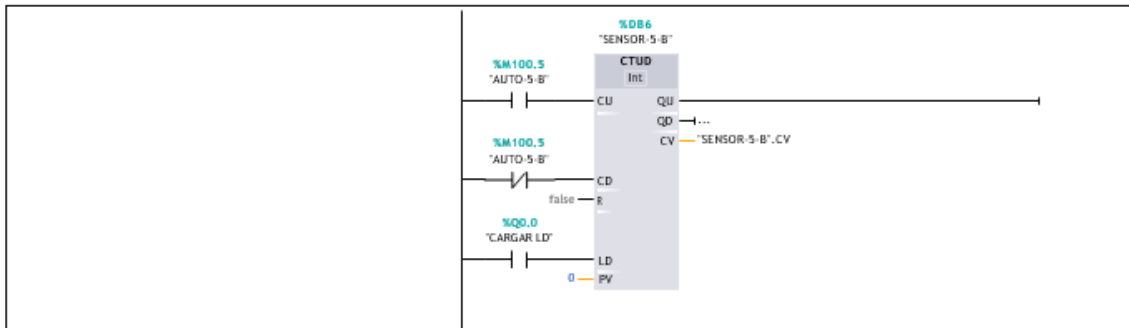 %DB6
"SENSOR-5-B"
CTUD
Int
%M100.5
"AUTO-5-B"
CU QU
QD ...
CV "SENSOR-5-B".CV
%M100.5
"AUTO-5-B"
CD
false R
%Q0.0
"CARGAR LD"
LD
0 PV